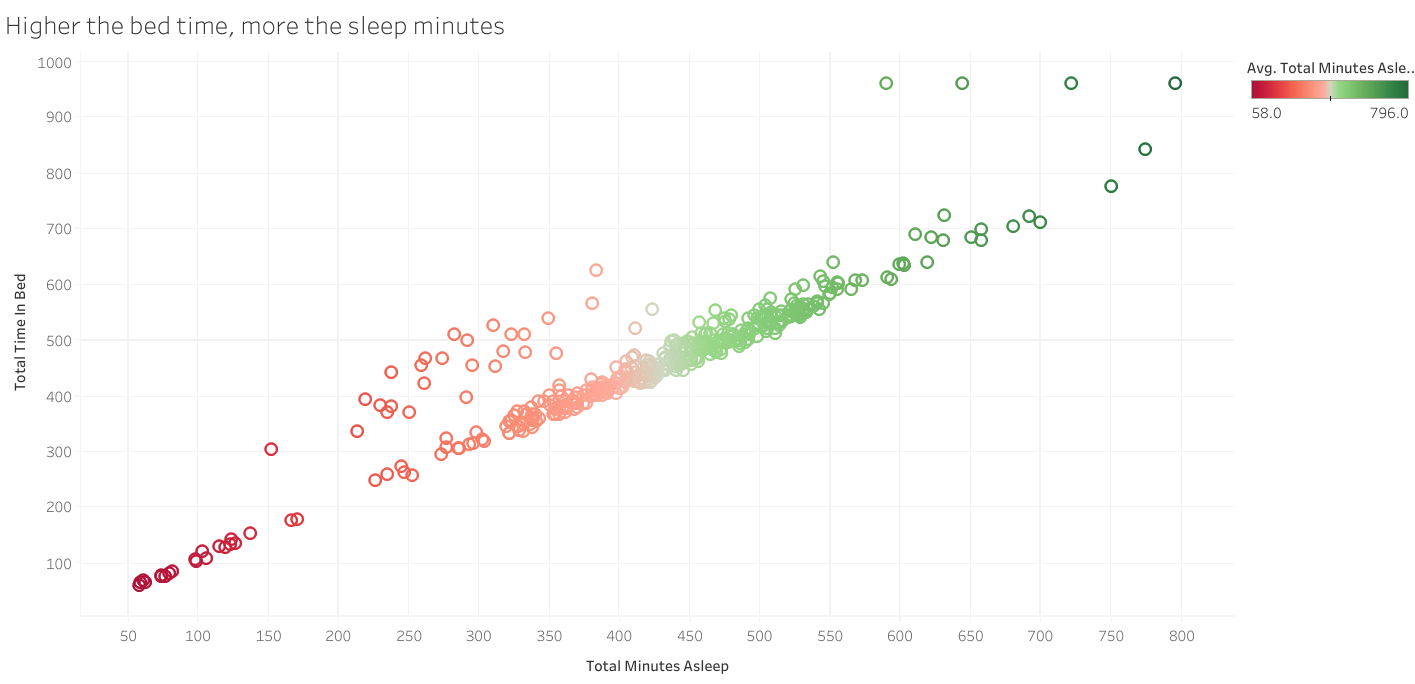 Higher the bed time, more the sleep minutes
Avg. Total Minutes Asle..
58.0 796.0
Total Time In Bed
1000
900
800
700
600
500
400
300
200
100
50 100 150 200 250 300 350 400 450 500 550 600 650 700 750 800
Total Minutes Asleep